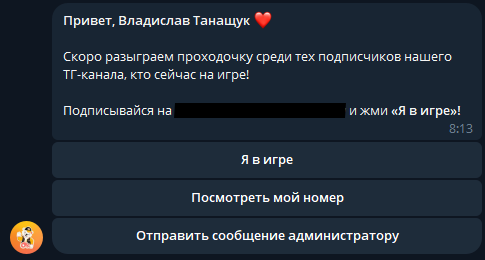 Привет, Владислав Танащук ❤️
Скоро разыграем проходочку среди тех подписчиков нашего
ТГ-канала, кто сейчас на игре!
Подписывайся на и жми «Я в игре»!
8:13
Я в игре
Посмотреть мой номер
Отправить сообщение администратору